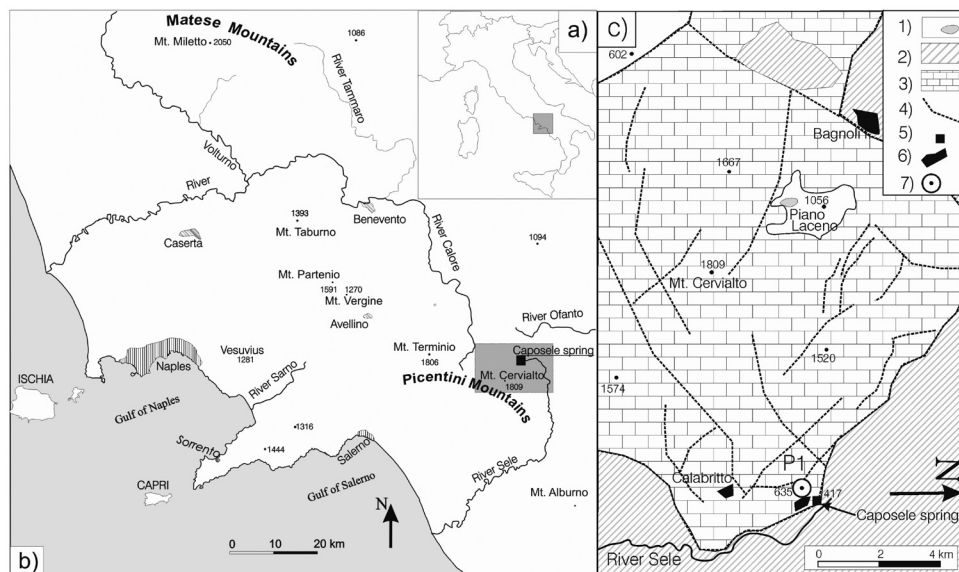 a)
Matese Mountains
Mt. Miletto 2050
1086
River Tammaro
Volturno
River
1393
Mt. Taburno
Benevento
Caserta
River Calore
1094
Mt. Partenio
1591 1270
Mt. Vergine
Avellino
River Ofanto
Vesuvius
1281
Naples
Mt. Terminio
1806
Caposele spring
Mt. Cervialto
1809
Picentini Mountains
ISCHIA
River Sarno
Gulf of Naples
1316
1444
Sorrento
Salerno
CAPRI
Gulf of Salerno
River Sele
Mt. Alburno
N
0 10 20 km
b)
c)
602
Bagnoli I
1667
1056
Piano
Laceno
1809
Mt. Cervialto
1520
1574
P1
Calabritto
635
417
Caposele spring
River Sele
N
0 2 4 km
1)
2)
3)
4)
5)
6)
7)